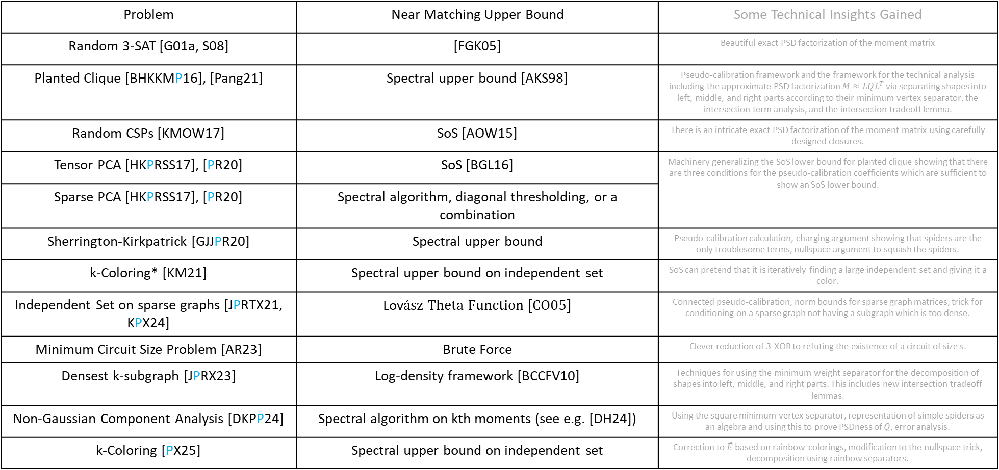 Problem
Near Matching Upper Bound
Some Technical Insights Gained
Random 3-SAT [G01a, S08]
[FGK05]
Beautiful exact PSD factorization of the moment matrix
Planted Clique [BHKKMP16], [Pang21]
Spectral upper bound [AKS98]
Pseudo-calibration framework and the framework for the technical analysis
including the approximate PSD factorization M ≈ LQL^T via separating shapes into
left, middle, and right parts according to their minimum vertex separator, the
intersection term analysis, and the intersection tradeoff lemma.
Random CSPs [KMOW17]
SoS [AOW15]
There is an intricate exact PSD factorization of the moment matrix using carefully
designed closures.
Tensor PCA [HKPRSS17], [PR20]
SoS [BGL16]
Machinery generalizing the SoS lower bound for planted clique showing that there
are three conditions for the pseudo-calibration coefficients which are sufficient to
show an SoS lower bound.
Sparse PCA [HKPRSS17], [PR20]
Spectral algorithm, diagonal thresholding, or a
combination
Sherrington-Kirkpatrick [GJJPR20]
Spectral upper bound
Pseudo-calibration calculation, charging argument showing that spiders are the
only troublesome terms, nullspace argument to squash the spiders.
k-Coloring* [KM21]
Spectral upper bound on independent set
SoS can pretend that it is iteratively finding a large independent set and giving it a
color.
Independent Set on sparse graphs [JPRTX21,
KPX24]
Lovász Theta Function [CO05]
Connected pseudo-calibration, norm bounds for sparse graph matrices, trick for
conditioning on a sparse graph not having a subgraph which is too dense.
Minimum Circuit Size Problem [AR23]
Brute Force
Clever reduction of 3-XOR to refuting the existence of a circuit of size s.
Densest k-subgraph [JPRX23]
Log-density framework [BCCFV10]
Techniques for using the minimum weight separator for the decomposition of
shapes into left, middle, and right parts. This includes new intersection tradeoff
lemmas.
Non-Gaussian Component Analysis [DKPP24]
Spectral algorithm on kth moments (see e.g. [DH24])
Using the square minimum vertex separator, representation of simple spiders as
an algebra and using this to prove PSDness of Q, error analysis.
k-Coloring [PX25]
Spectral upper bound on independent set
Correction to Ẽ based on rainbow-colorings, modification to the nullspace trick,
decomposition using rainbow separators.